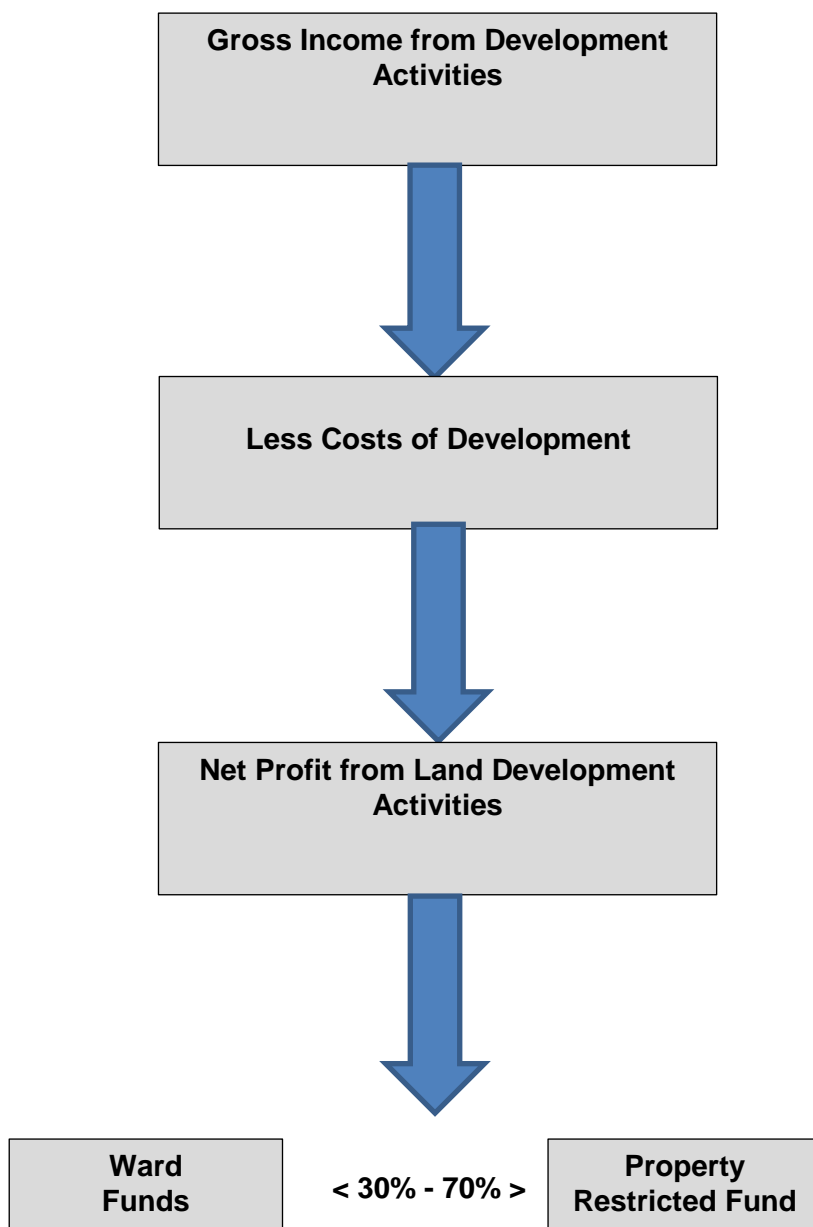 Gross Income from Development
Activities
Less Costs of Development
Net Profit from Land Development
Activities
Ward
Funds
< 30% - 70% >
Property
Restricted Fund